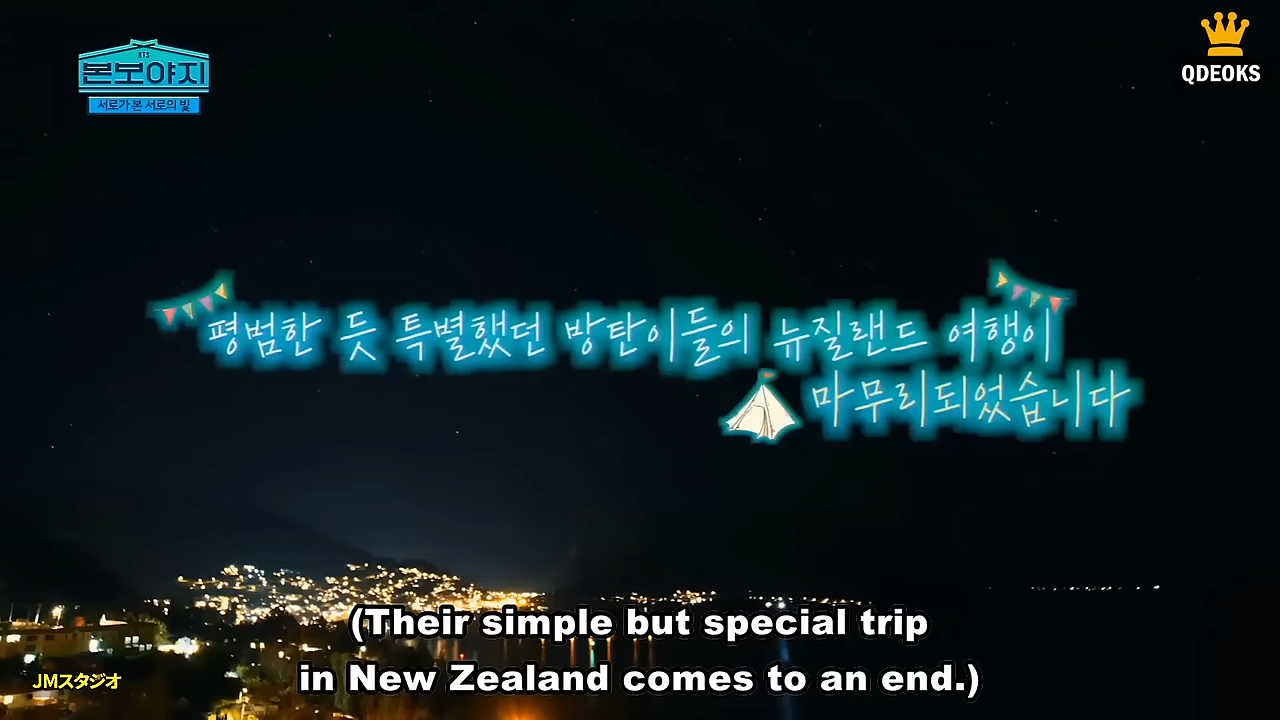 BTS
본보야지
서로가 본 서로의 빛
QDEOKS
평범한 듯 특별했던 방탄이들의 뉴질랜드 여행이
마무리되었습니다
(Their simple but special trip
in New Zealand comes to an end.)
JMスタジオ